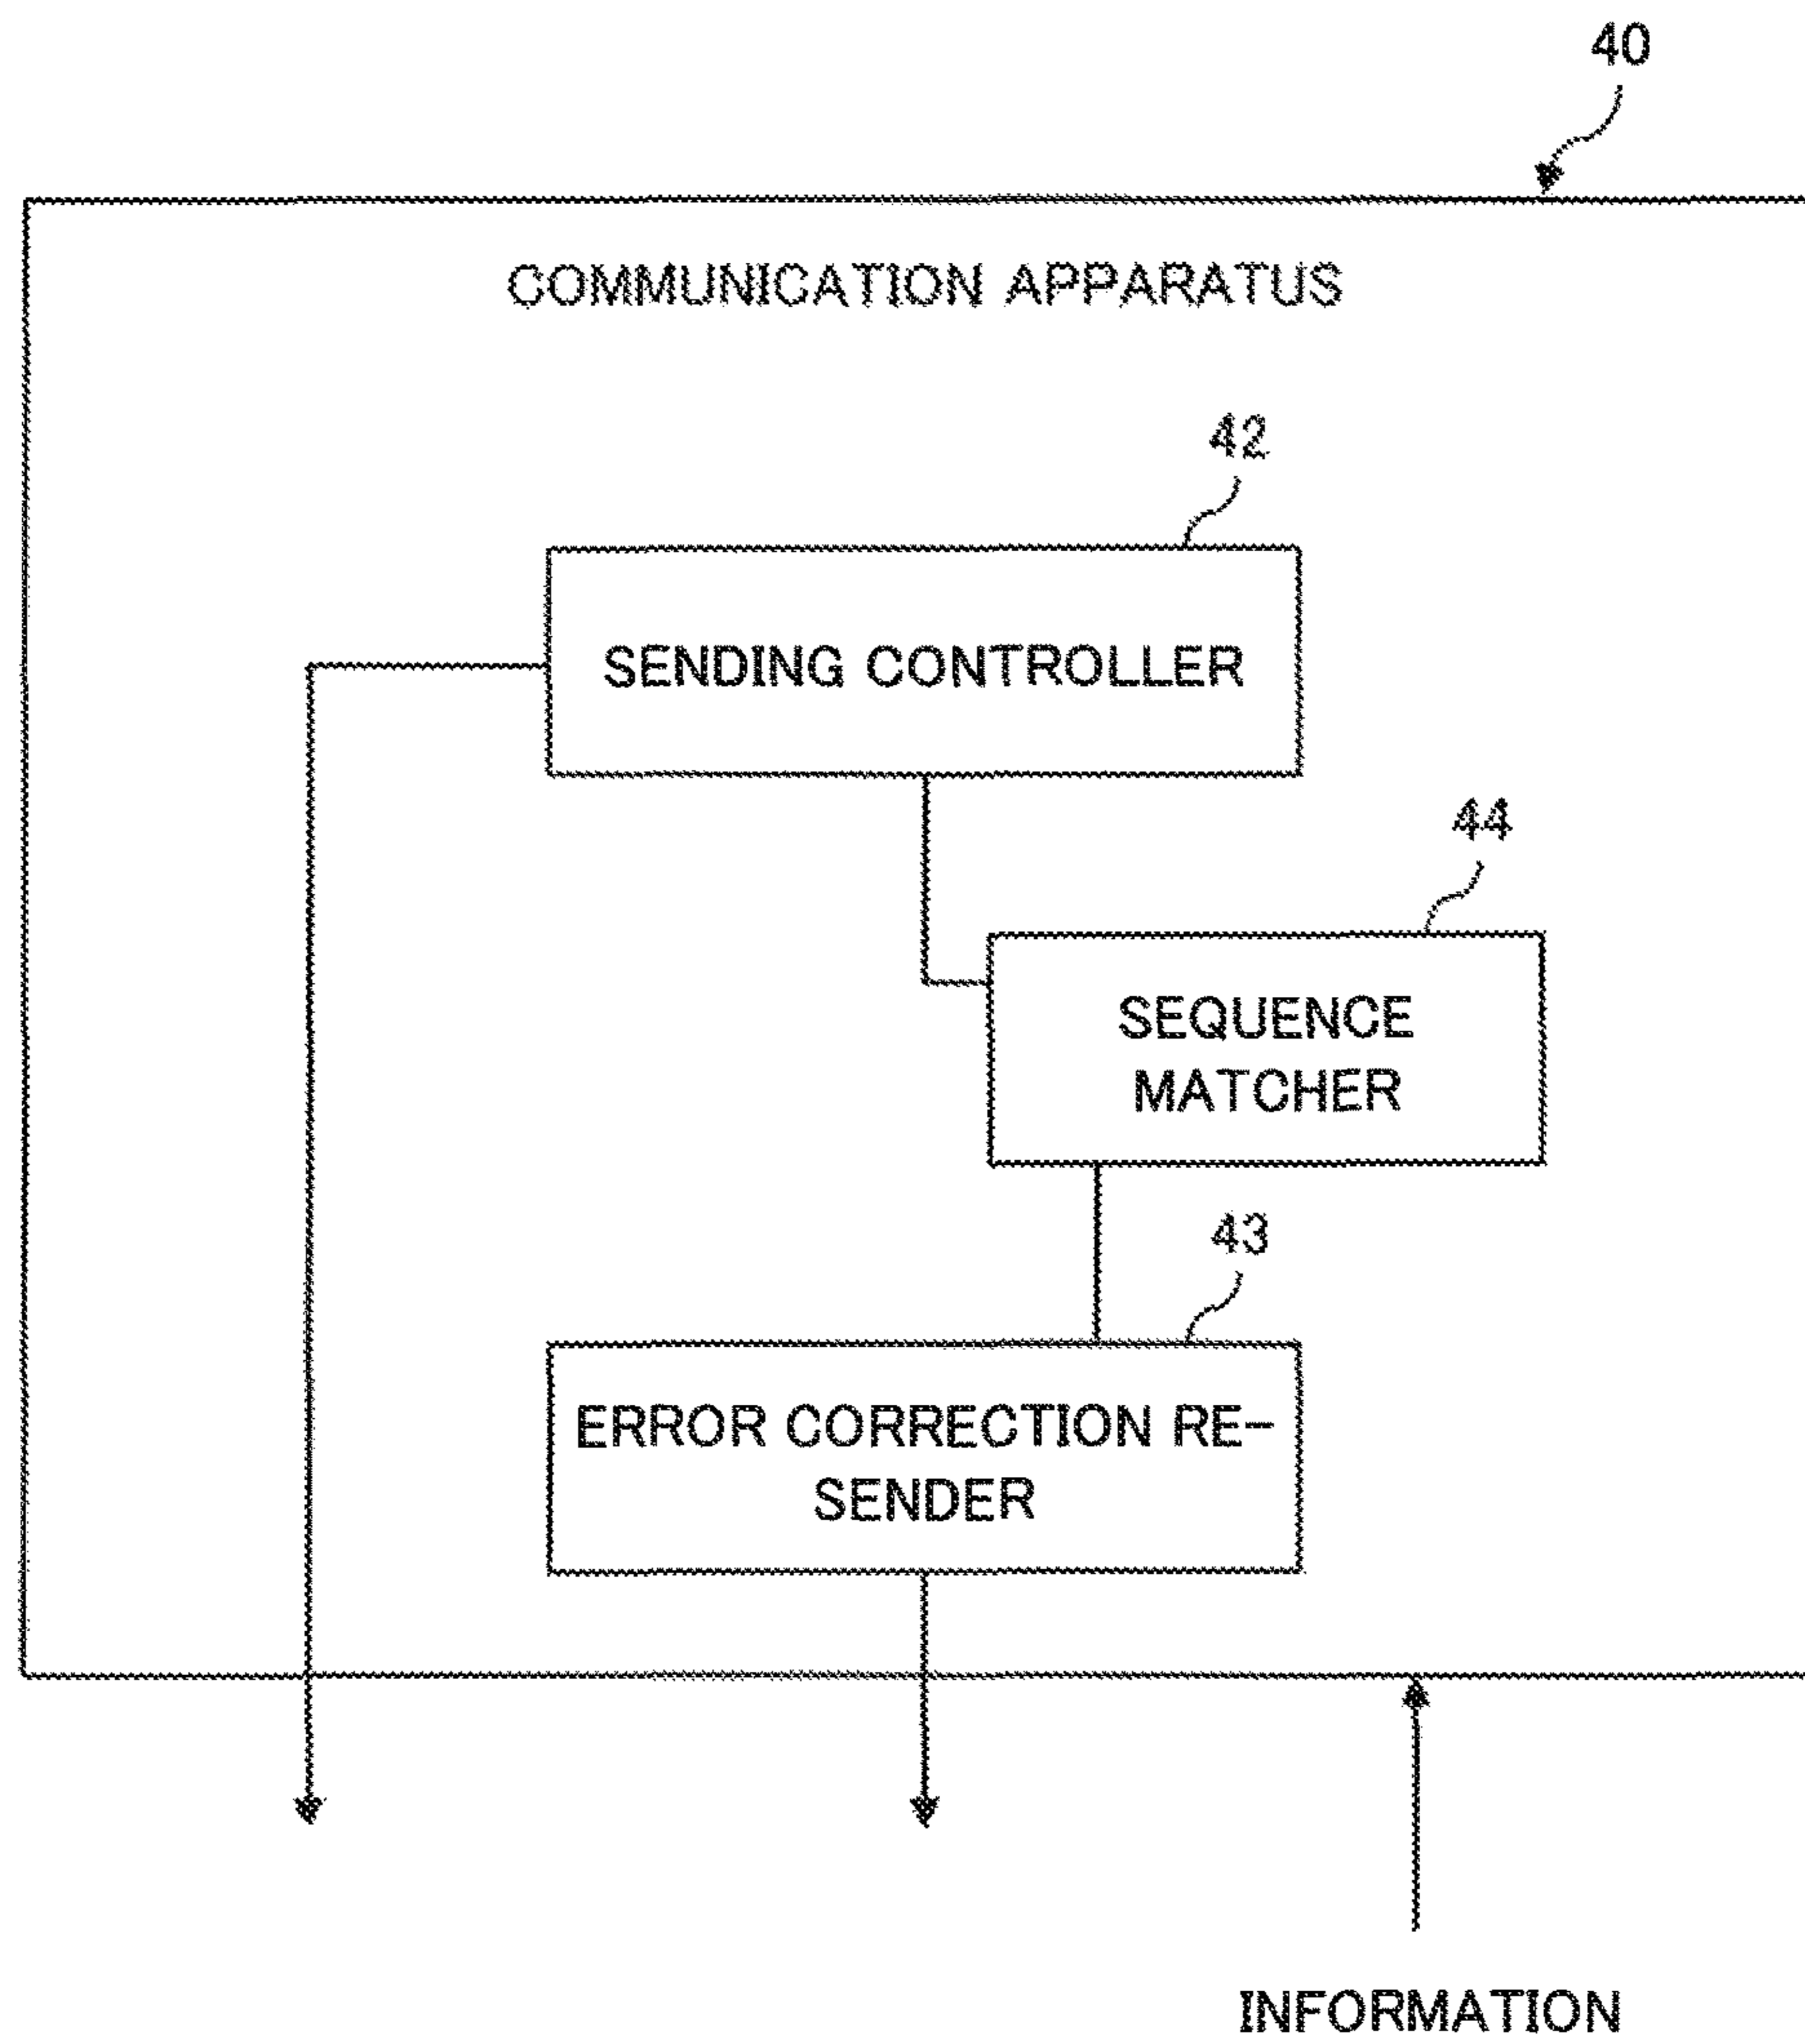 40
COMMUNICATION APPARATUS
42
SENDING CONTROLLER
44
SEQUENCE
MATCHER
43
ERROR CORRECTION RE-
SENDER
INFORMATION